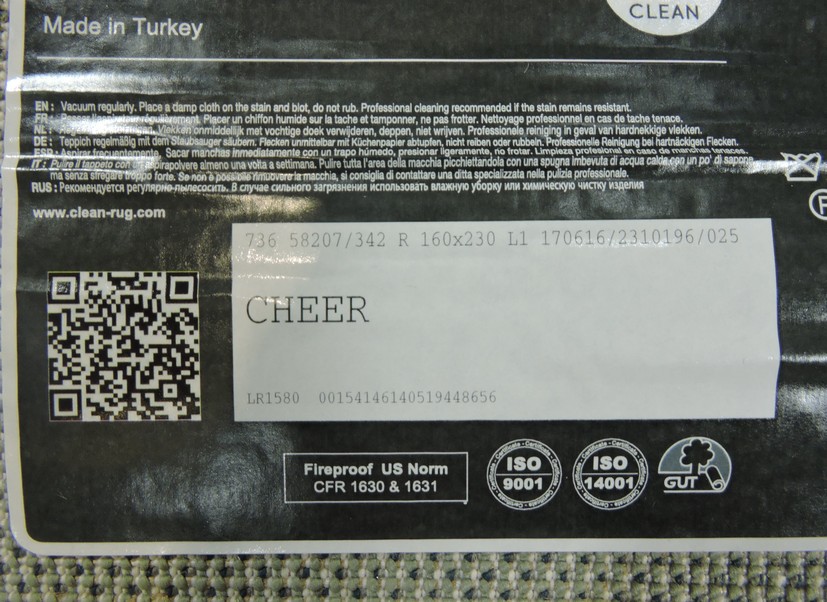 CLEAN
Made in Turkey
EN : Vacuum regularly. Place a damp cloth on the stain and blot, do not rub. Professional cleaning recommended if the stain remains resistant.
FR : Passer l'aspirateur régulièrement. Placer un chiffon humide sur la tache et tamponner, ne pas frotter. Nettoyage professionnel en cas de tache tenace.
NL : Vlekken onmiddellijk met vochtige doek verwijderen, deppen, niet wrijven. Professionele reiniging in geval van hardnekkige vlekken.
DE : Teppich regelmäßig mit dem Staubsauger säubern. Flecken unmittelbar mit Küchenpapier abtupfen, nicht reiben oder rubbeln. Professionelle Reinigung bei hartnäckigen Flecken.
ESP : Aspirar frecuentemente. Sacar manchas inmediatamente con un trapo húmedo, presionar ligeramente, no frotar. Limpieza profesional en caso de manchas tenaces.
IT : Pulire il tappeto con l'aspirapolvere almeno una volta a settimana. Pulire tutta l'area della macchia picchiettandola con una spugna imbevuta di acqua calda con un po' di sapone
ma senza sfregare troppo forte. Se non è possibile rimuovere la macchia, si consiglia di contattare una ditta specializzata nella pulizia professionale.
RUS : Рекомендуется регулярно пылесосить. В случае сильного загрязнения использовать влажную уборку или химическую чистку изделия
www.clean-rug.com
P
736 58207/342 R 160x230 L1 170616/2310196/025
CHEER
LR1580 00154146140519448656
Fireproof US Norm
CFR 1630 & 1631
ISO
9001
ISO
14001
GUT